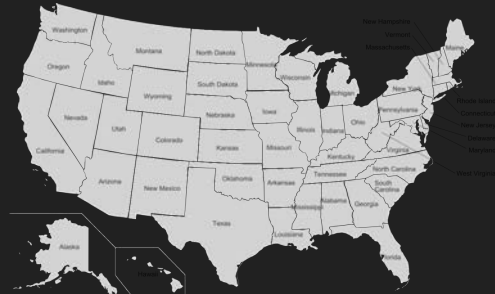 New Hampshire
Vermont
Massachusetts
Washington
Montana
North Dakota
Minnesota
Maine
Oregon
Idaho
Wyoming
South Dakota
Wisconsin
Michigan
New York
Rhode Island
Connecticut
New Jersey
Delaware
Maryland
West Virginia
Nevada
Utah
Colorado
Nebraska
Iowa
Illinois
Indiana
Ohio
Pennsylvania
California
Kansas
Missouri
Kentucky
Virginia
Arizona
New Mexico
Oklahoma
Arkansas
Tennessee
North Carolina
South
Carolina
Texas
Louisiana
Mississippi
Alabama
Georgia
Florida
Alaska
Hawaii